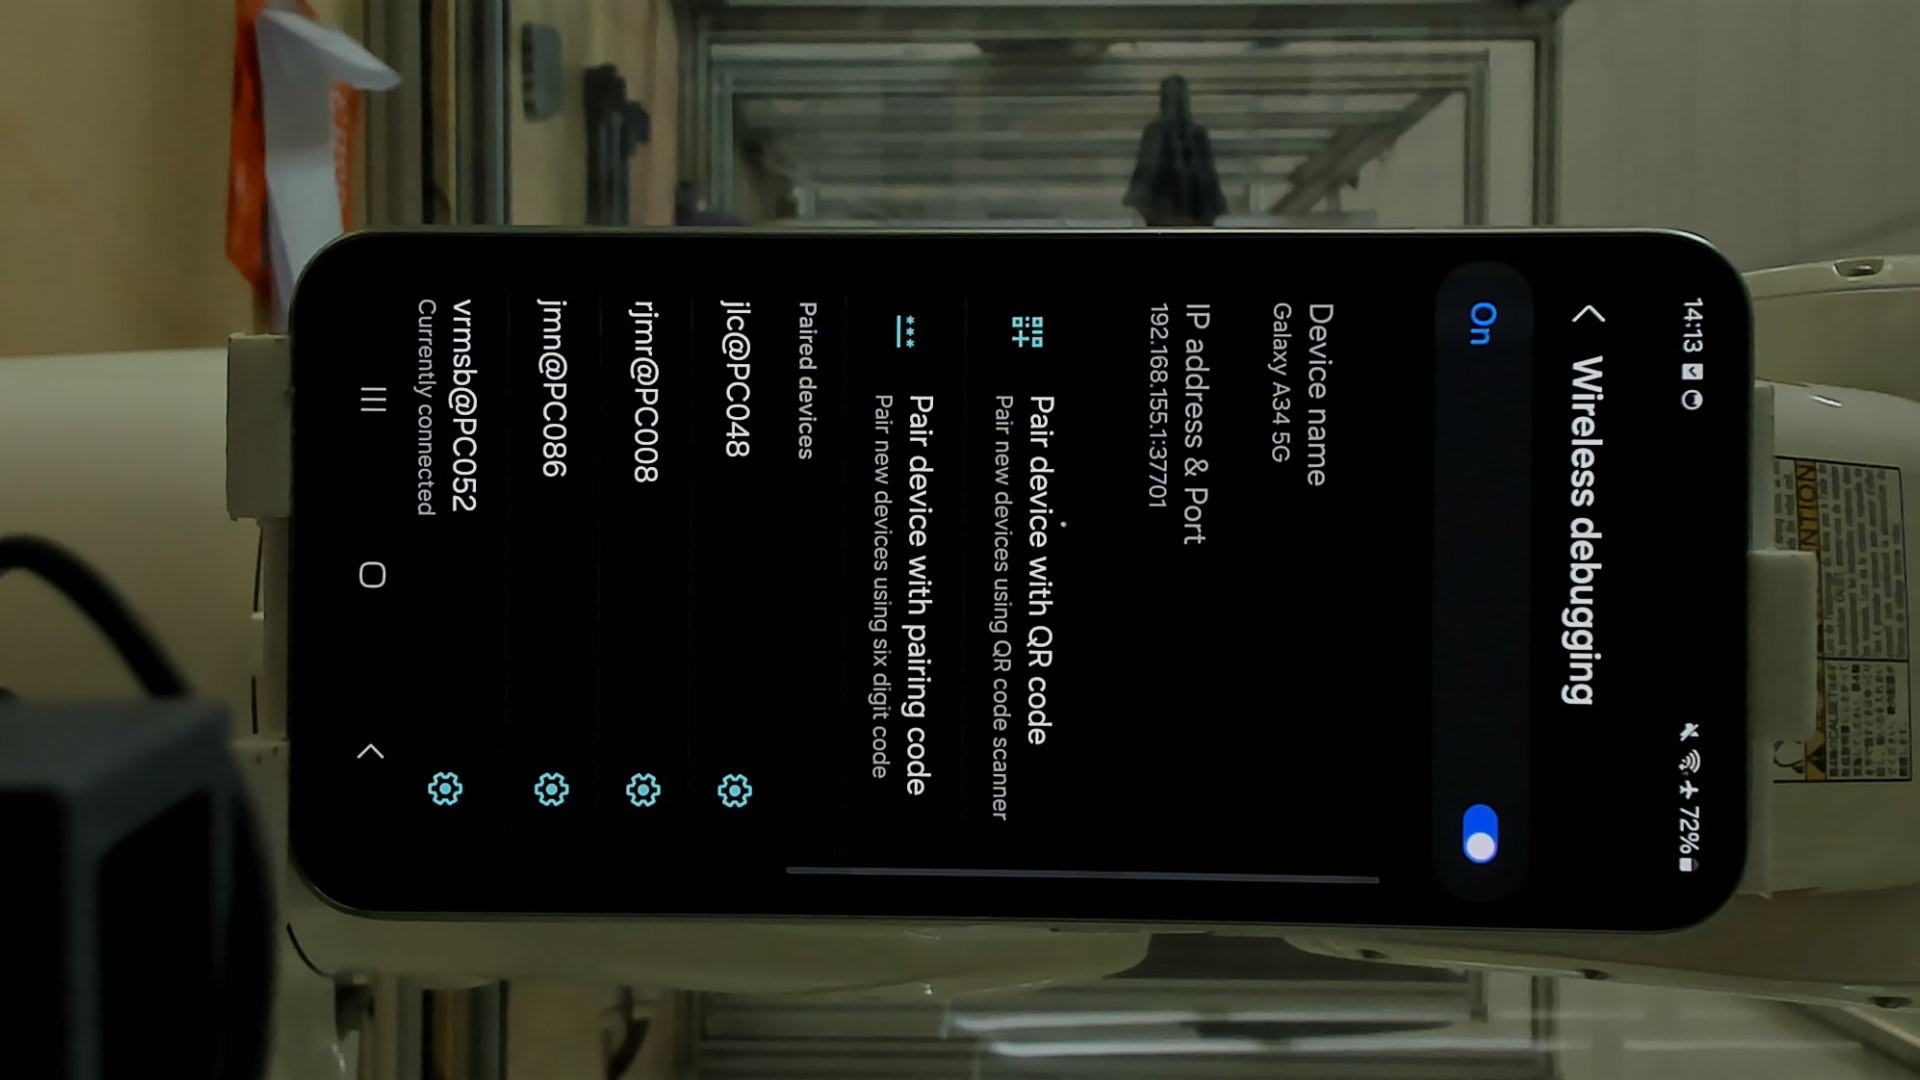 14:13
72%
Wireless debugging
On
Device name
Galaxy A34 5G
IP address & Port
192.168.155.1:37701
Pair device with QR code
Pair new devices using QR code scanner
Pair device with pairing code
Pair new devices using six digit code
Paired devices
jlc@PC048
rjmr@PC008
jmn@PC086
vrmsb@PC052
Currently connected